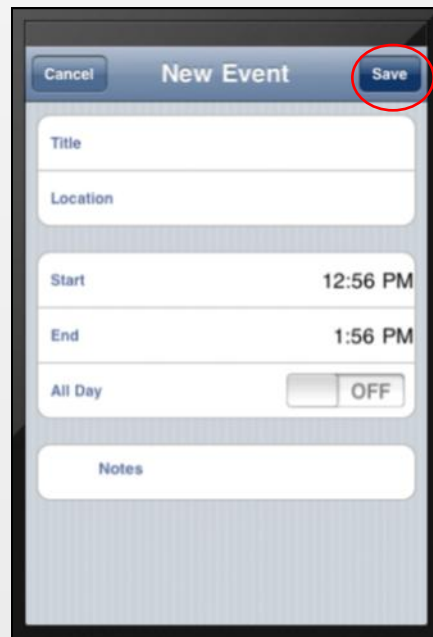 Cancel New Event Save
Title
Location
Start 12:56 PM
End 1:56 PM
All Day OFF
Notes